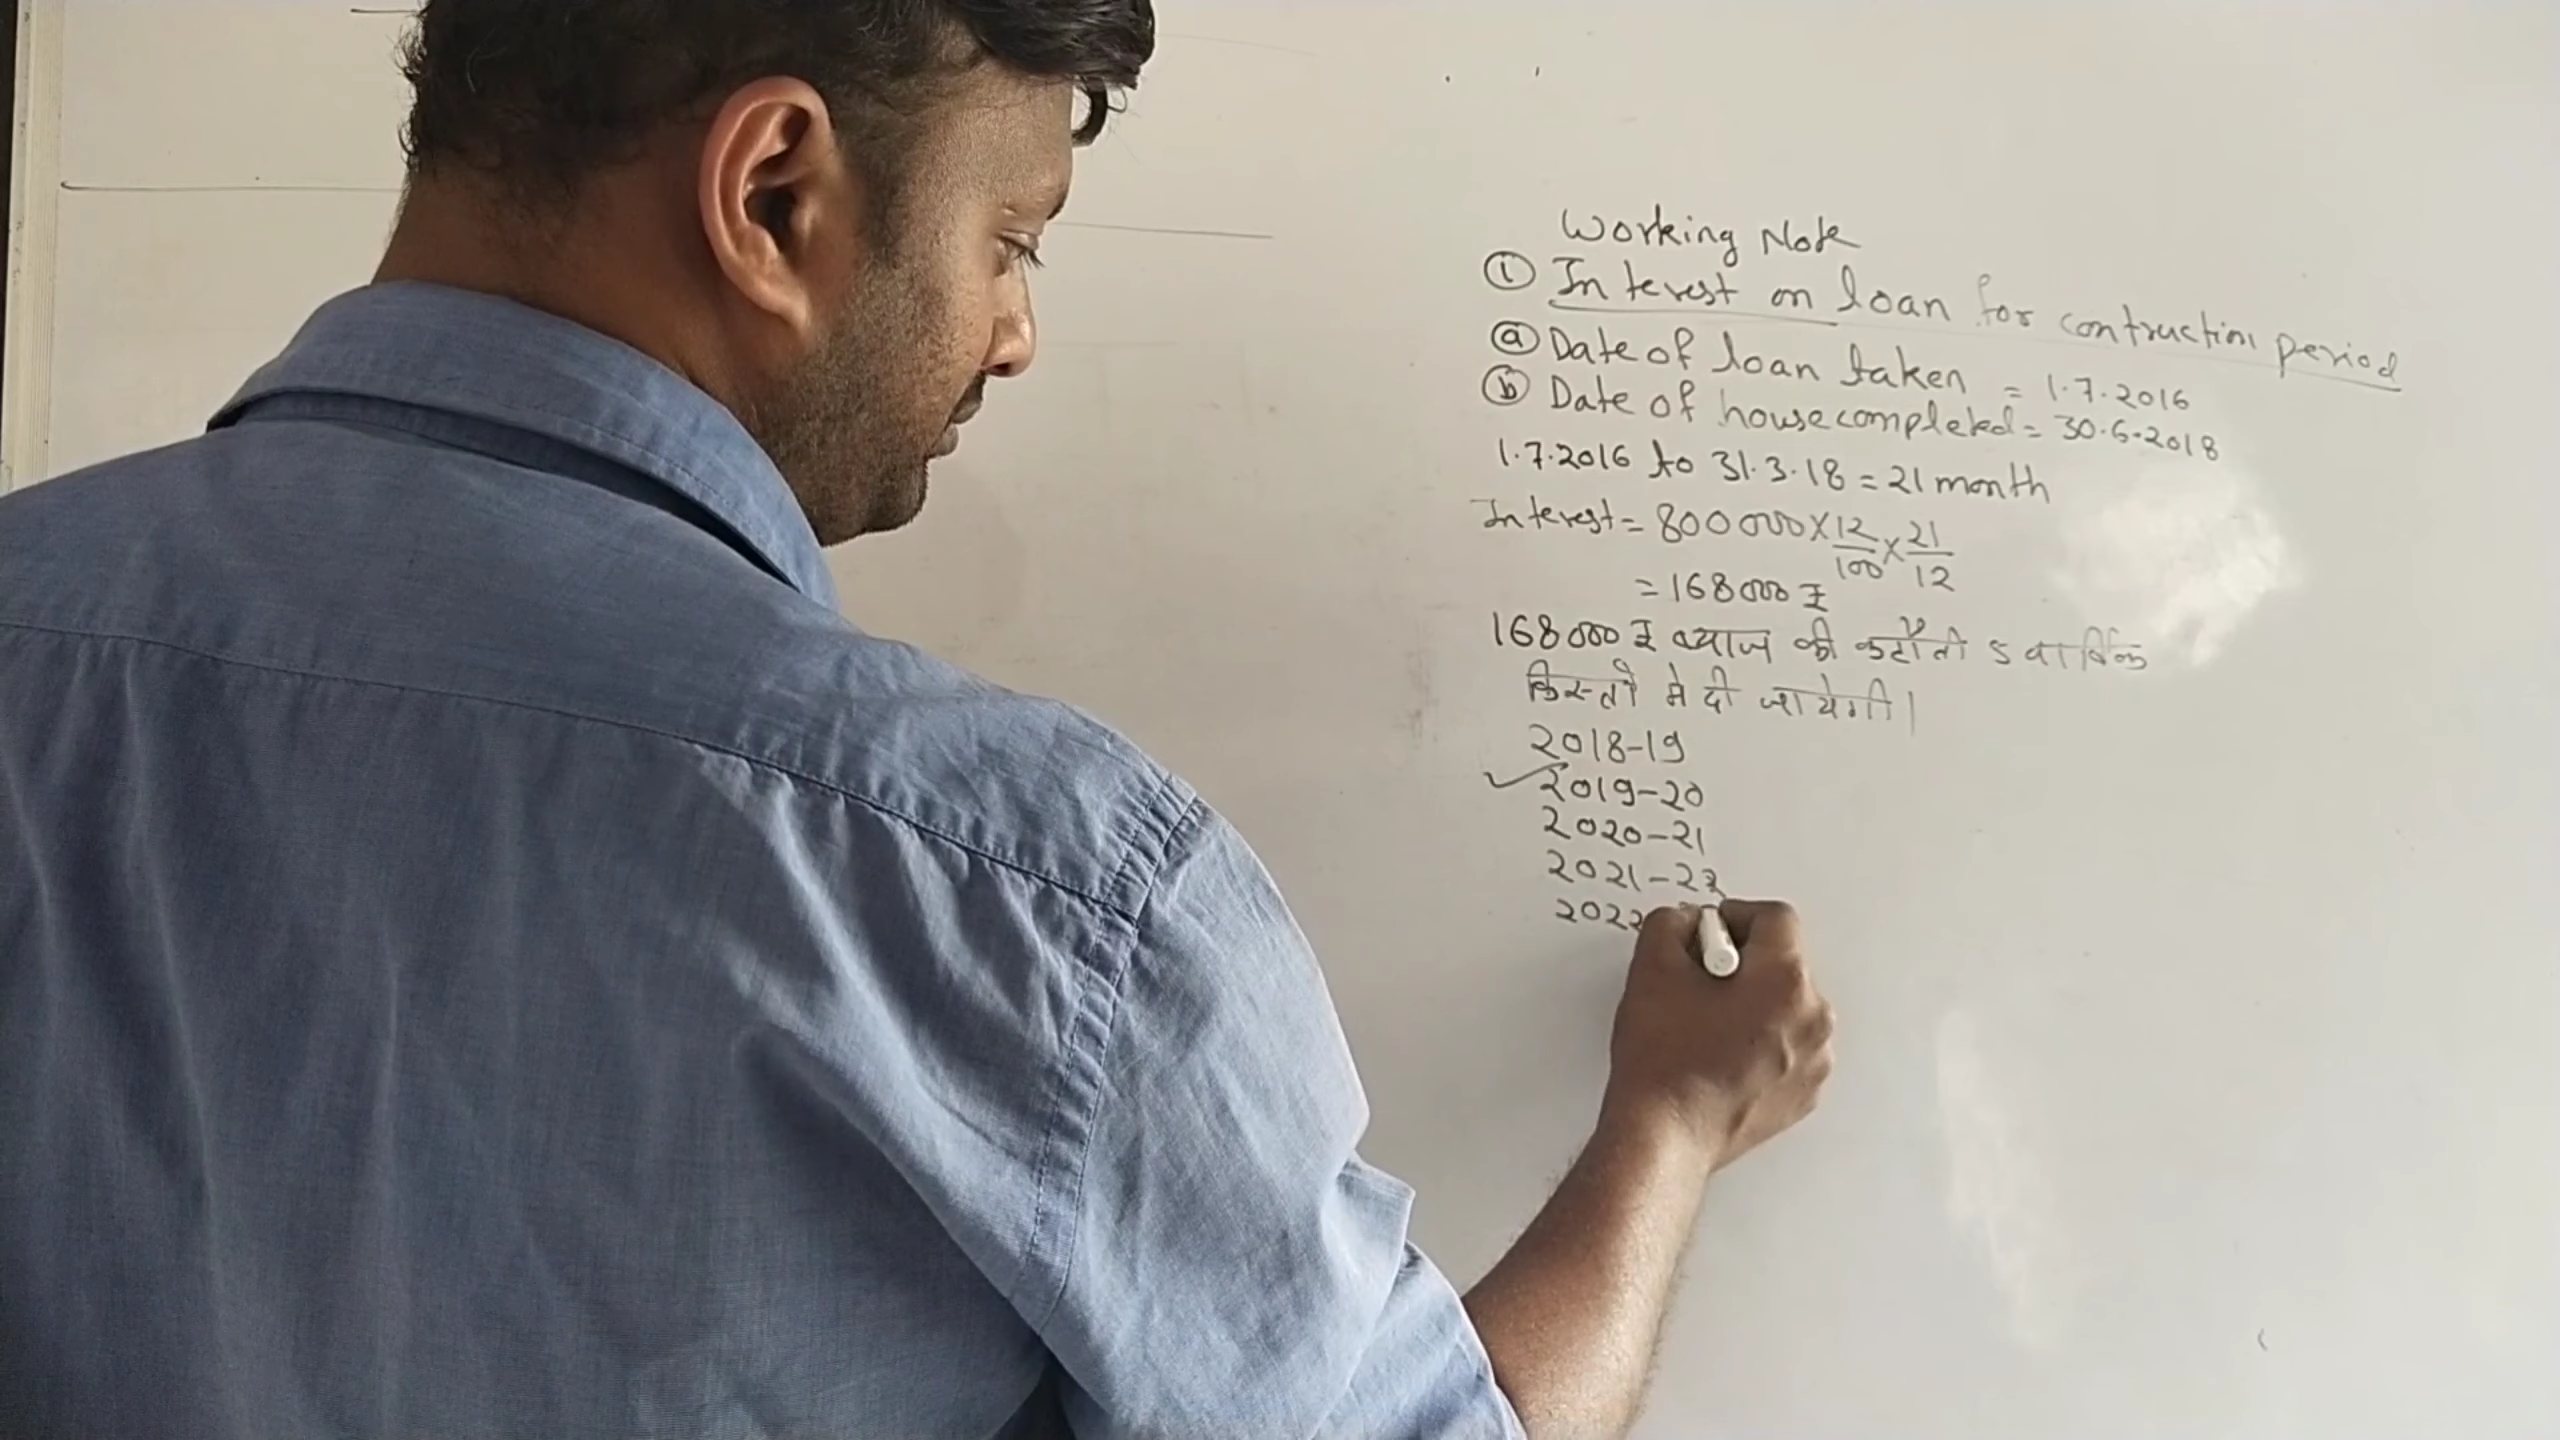 Working Note
① Interest on loan for contruction period
ⓐ Date of loan taken = 1.7.2016
ⓑ Date of house completed = 30.6.2018
1.7.2016 to 31.3.18 = 21 month
Interest = 800000 × 12/100 × 21/12
= 168000 ₹
168000 ₹ ब्याज की कटौती 5 वार्षिक
किस्तों मे दी जायेगी।
2018-19
✓ 2019-20
2020-21
2021-22
2022